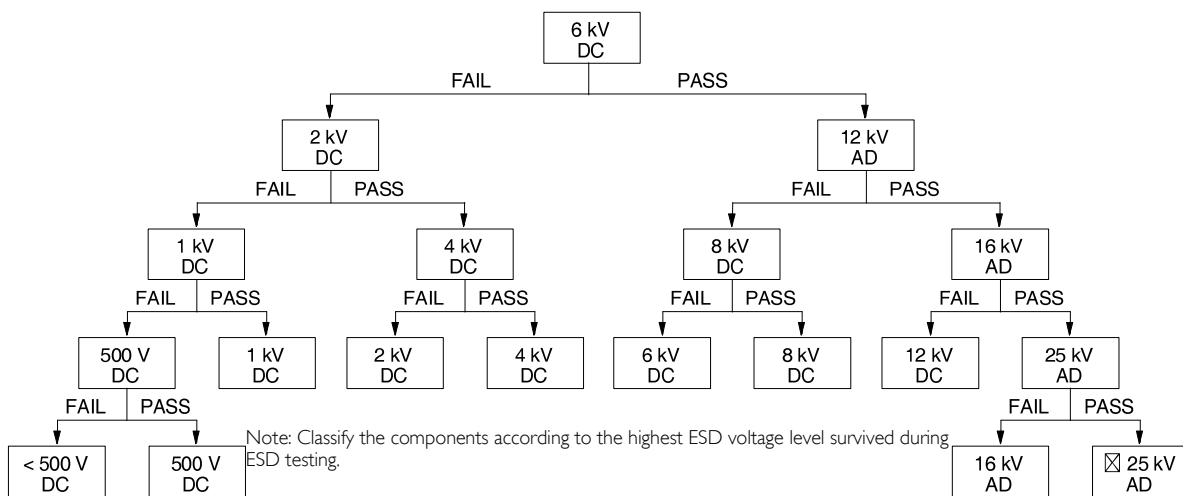 6 kV
DC
FAIL PASS
2 kV
DC
12 kV
AD
FAIL PASS
FAIL PASS
1 kV
DC
4 kV
DC
8 kV
DC
16 kV
AD
FAIL PASS
FAIL PASS
FAIL PASS
FAIL PASS
500 V
DC
1 kV
DC
2 kV
DC
4 kV
DC
6 kV
DC
8 kV
DC
12 kV
DC
25 kV
AD
FAIL PASS
FAIL PASS
Note: Classify the components according to the highest ESD voltage level survived during
ESD testing.
< 500 V
DC
500 V
DC
16 kV
AD
☒ 25 kV
AD